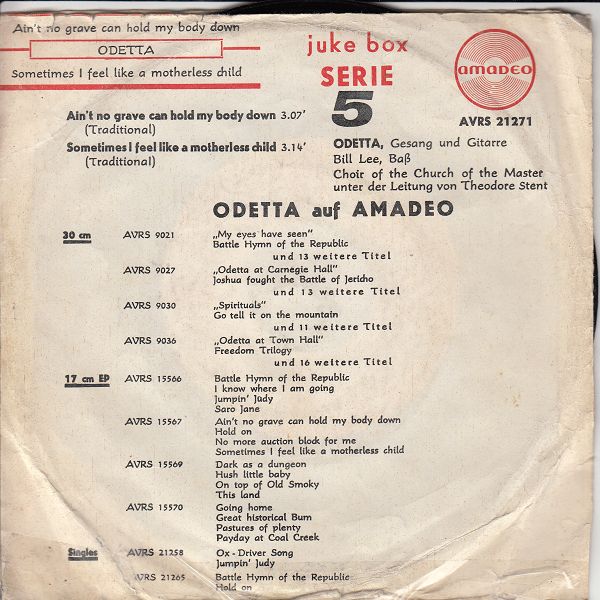 Ain't no grave can hold my body down
ODETTA
Sometimes I feel like a motherless child
juke box
SERIE
5
amadeo
AVRS 21271
Ain't no grave can hold my body down 3.07'
(Traditional)
Sometimes I feel like a motherless child 3.14'
(Traditional)
ODETTA, Gesang und Gitarre
Bill Lee, Baß
Choir of the Church of the Master
unter der Leitung von Theodore Stent
ODETTA auf AMADEO
30 cm AVRS 9021 „My eyes have seen"
Battle Hymn of the Republic
und 13 weitere Titel
AVRS 9027 „Odetta at Carnegie Hall"
Joshua fought the Battle of Jericho
und 13 weitere Titel
AVRS 9030 „Spirituals"
Go tell it on the mountain
und 11 weitere Titel
AVRS 9036 „Odetta at Town Hall"
Freedom Trilogy
und 16 weitere Titel
17 cm EP AVRS 15566 Battle Hymn of the Republic
I know where I am going
Jumpin' Judy
Saro Jane
AVRS 15567 Ain't no grave can hold my body down
Hold on
No more auction block for me
Sometimes I feel like a motherless child
AVRS 15569 Dark as a dungeon
Hush little baby
On top of Old Smoky
This land
AVRS 15570 Going home
Great historical Bum
Pastures of plenty
Payday at Coal Creek
Singles AVRS 21258 Ox-Driver Song
Jumpin' Judy
AVRS 21265 Battle Hymn of the Republic
Hold on